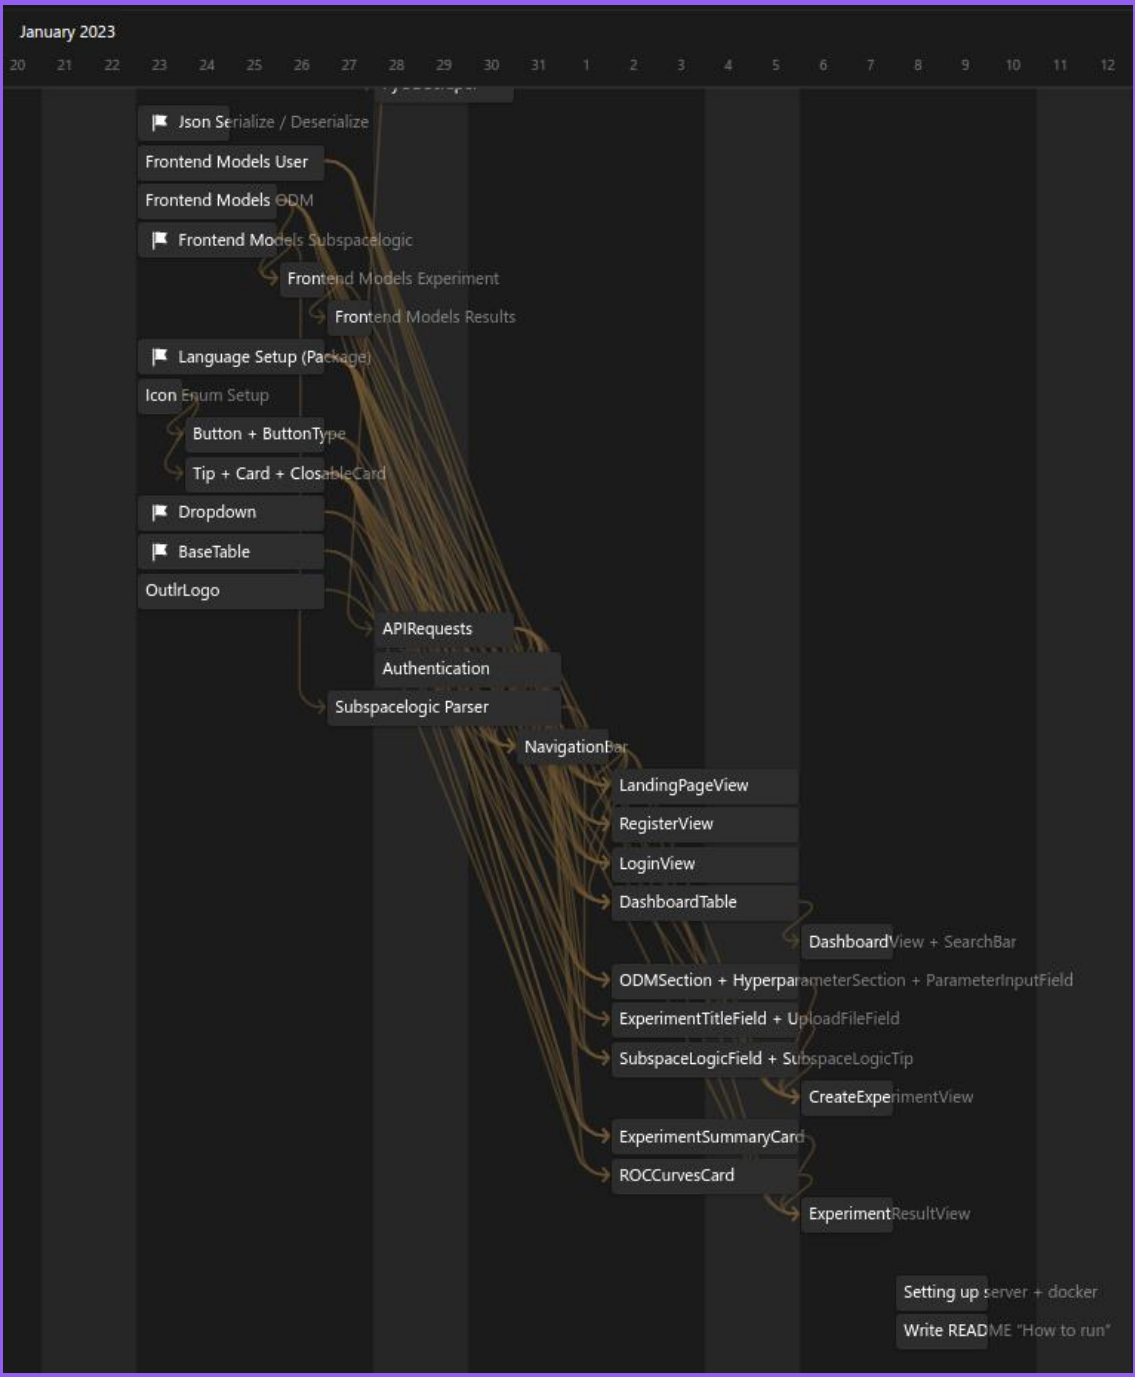 January 2023
20 21 22 23 24 25 26 27 28 29 30 31 1 2 3 4 5 6 7 8 9 10 11 12
Json Serialize / Deserialize
Frontend Models User
Frontend Models ODM
Frontend Models Subspacelogic
Frontend Models Experiment
Frontend Models Results
Language Setup (Package)
Icon Enum Setup
Button + ButtonType
Tip + Card + ClosableCard
Dropdown
BaseTable
OutlrLogo
APIRequests
Authentication
Subspacelogic Parser
NavigationBar
LandingPageView
RegisterView
LoginView
DashboardTable
DashboardView + SearchBar
ODMSection + HyperparameterSection + ParameterInputField
ExperimentTitleField + UploadFileField
SubspaceLogicField + SubspaceLogicTip
CreateExperimentView
ExperimentSummaryCard
ROCCurvesCard
ExperimentResultView
Setting up server + docker
Write README "How to run"